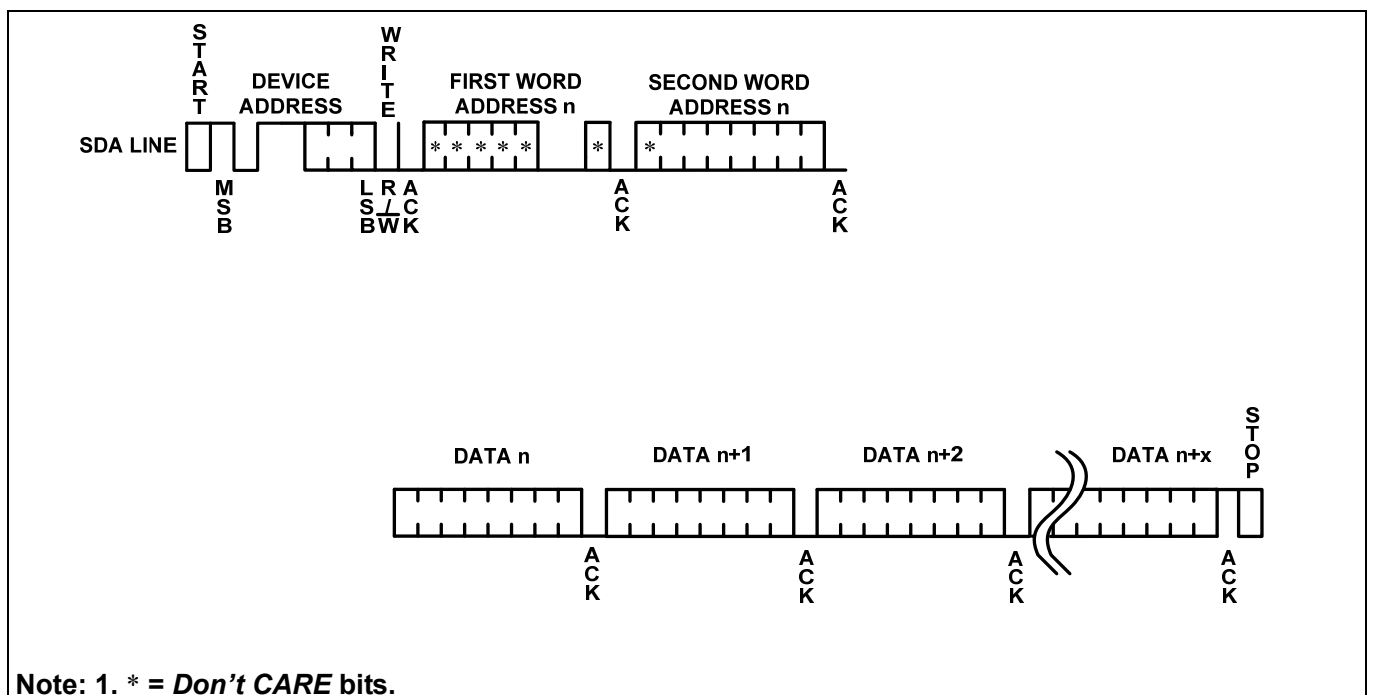 START
WRITE
DEVICE
ADDRESS
FIRST WORD
ADDRESS n
SECOND WORD
ADDRESS n
SDA LINE
* * * * *
*
*
MSB
LSB
R/W
ACK
ACK
ACK
STOP
DATA n
DATA n+1
DATA n+2
DATA n+x
ACK
ACK
ACK
ACK
Note: 1. * = Don't CARE bits.